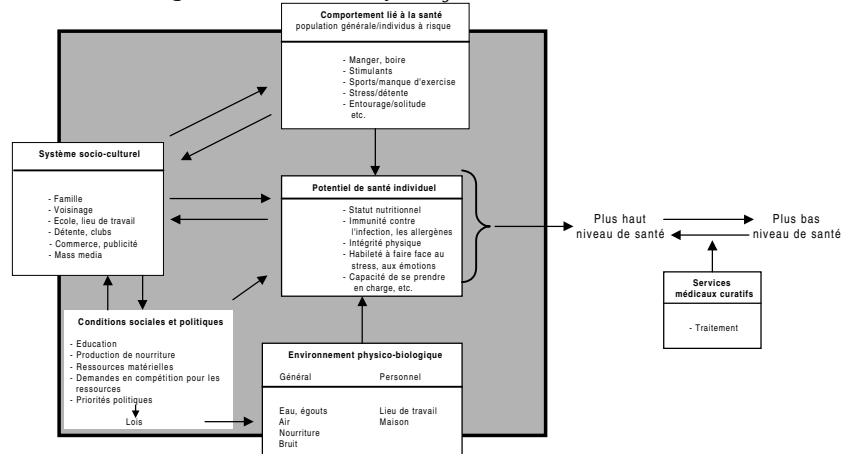 Comportement lié à la santé
population générale/individus à risque
- Manger, boire
- Stimulants
- Sports/manque d'exercise
- Stress/détente
- Entourage/solitude
etc.
Système socio-culturel
- Famille
- Voisinage
- Ecole, lieu de travail
- Détente, clubs
- Commerce, publicité
- Mass media
Potentiel de santé individuel
- Statut nutritionnel
- Immunité contre
l'infection, les allergènes
- Intégrité physique
- Habileté à faire face au
stress, aux émotions
- Capacité de se prendre
en charge, etc.
Plus haut
niveau de santé
Plus bas
niveau de santé
Services
médicaux curatifs
- Traitement
Conditions sociales et politiques
- Education
- Production de nourriture
- Ressources matérielles
- Demandes en compétition pour les
ressources
- Priorités politiques
Lois
Environnement physico-biologique
Général Personnel
Eau, égouts Lieu de travail
Air Maison
Nourriture
Bruit